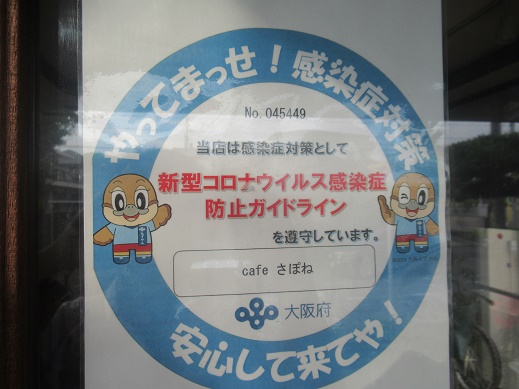 やってまっせ！感染症対策
No.045449
当店は感染症対策として
新型コロナウイルス感染症
防止ガイドライン
を遵守しています。
cafe さぽね
大阪府
安心して来てや！